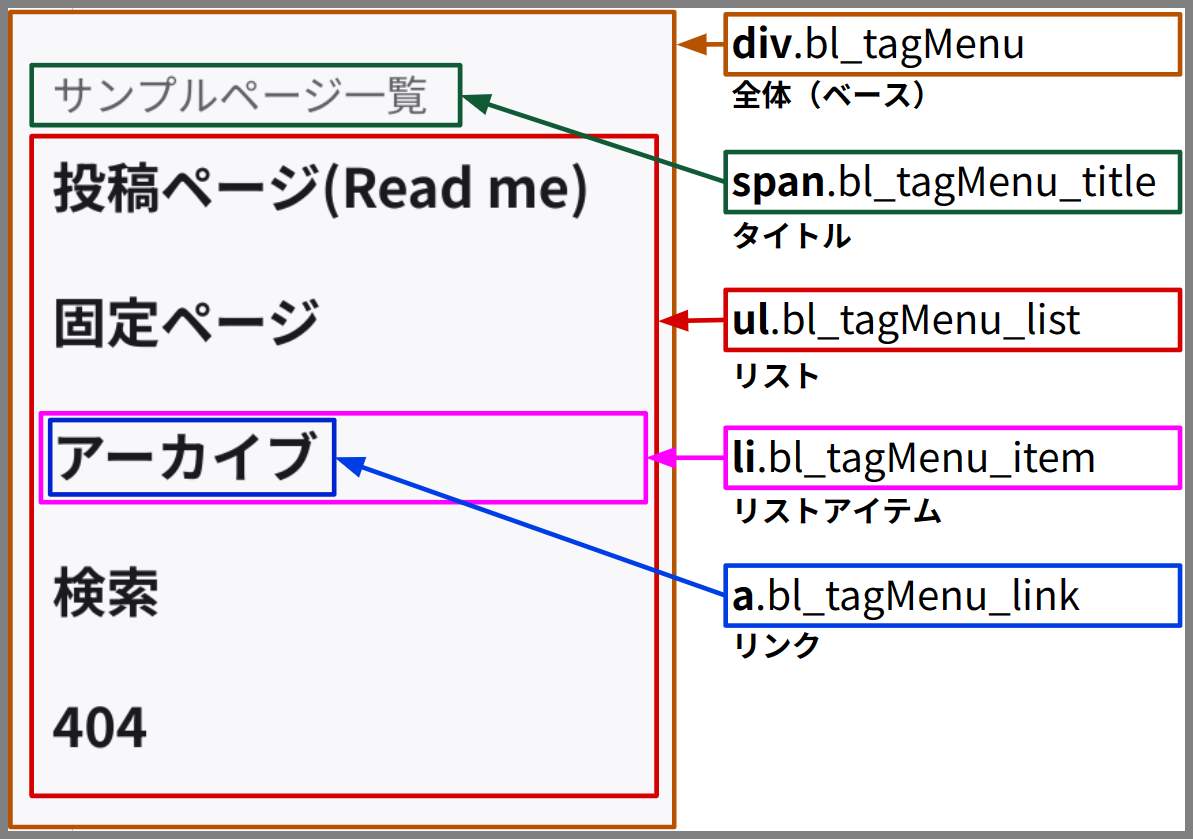 サンプルページ一覧
投稿ページ(Read me)
固定ページ
アーカイブ
検索
404
div.bl_tagMenu
全体（ベース）
span.bl_tagMenu_title
タイトル
ul.bl_tagMenu_list
リスト
li.bl_tagMenu_item
リストアイテム
a.bl_tagMenu_link
リンク